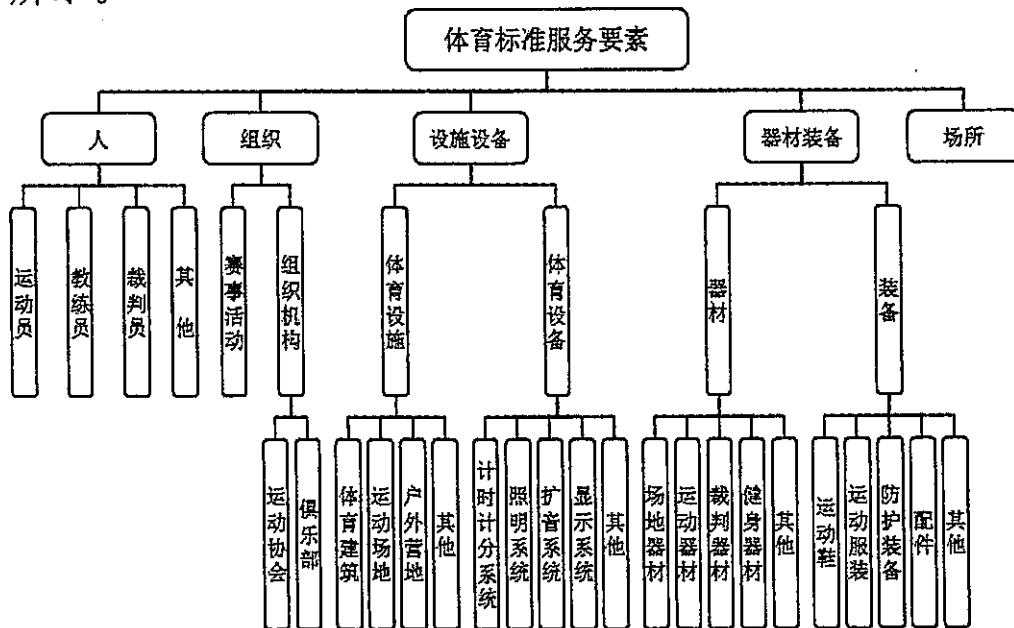 体育标准服务要素
人
组织
设施设备
器材装备
场所
运动员
教练员
裁判员
其他
赛事活动
组织机构
体育设施
体育设备
器材
装备
运动协会
俱乐部
体育建筑
运动场地
户外营地
其他
计时计分系统
照明系统
扩音系统
显示系统
其他
场地器材
运动器材
裁判器材
健身器材
其他
运动鞋
运动服装
防护装备
配件
其他